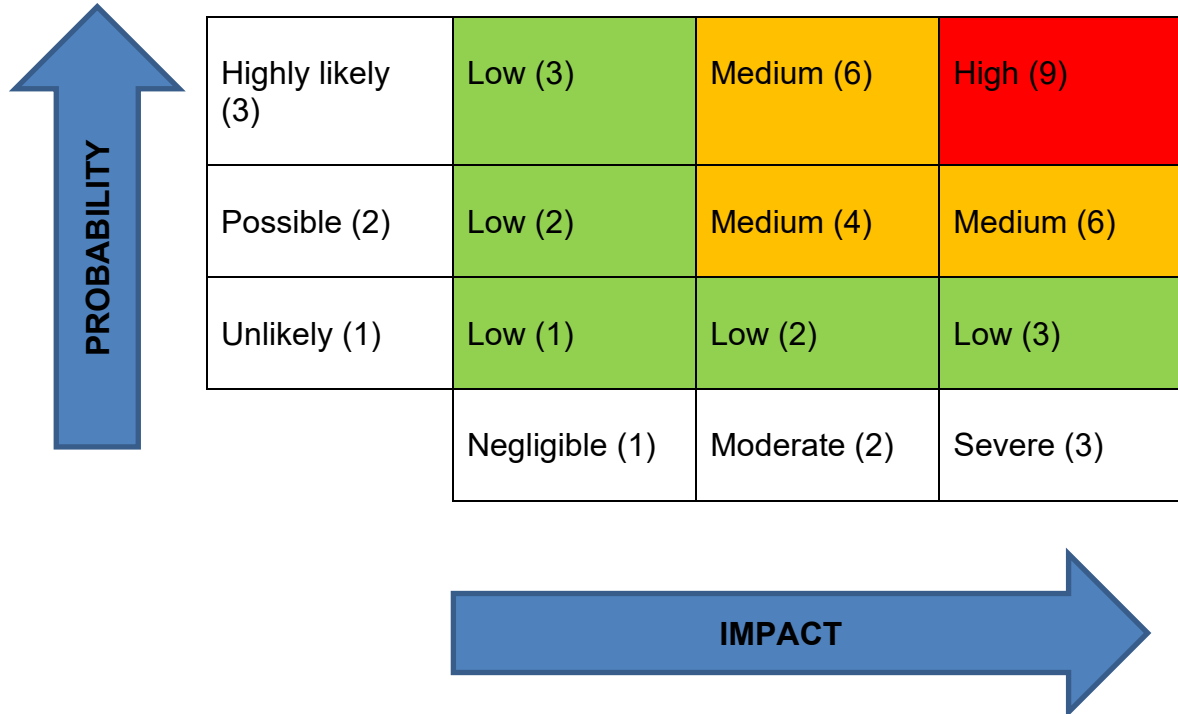 Highly likely
(3)
Low (3)
Medium (6)
High (9)
PROBABILITY
Possible (2)
Low (2)
Medium (4)
Medium (6)
Unlikely (1)
Low (1)
Low (2)
Low (3)
Negligible (1)
Moderate (2)
Severe (3)
IMPACT